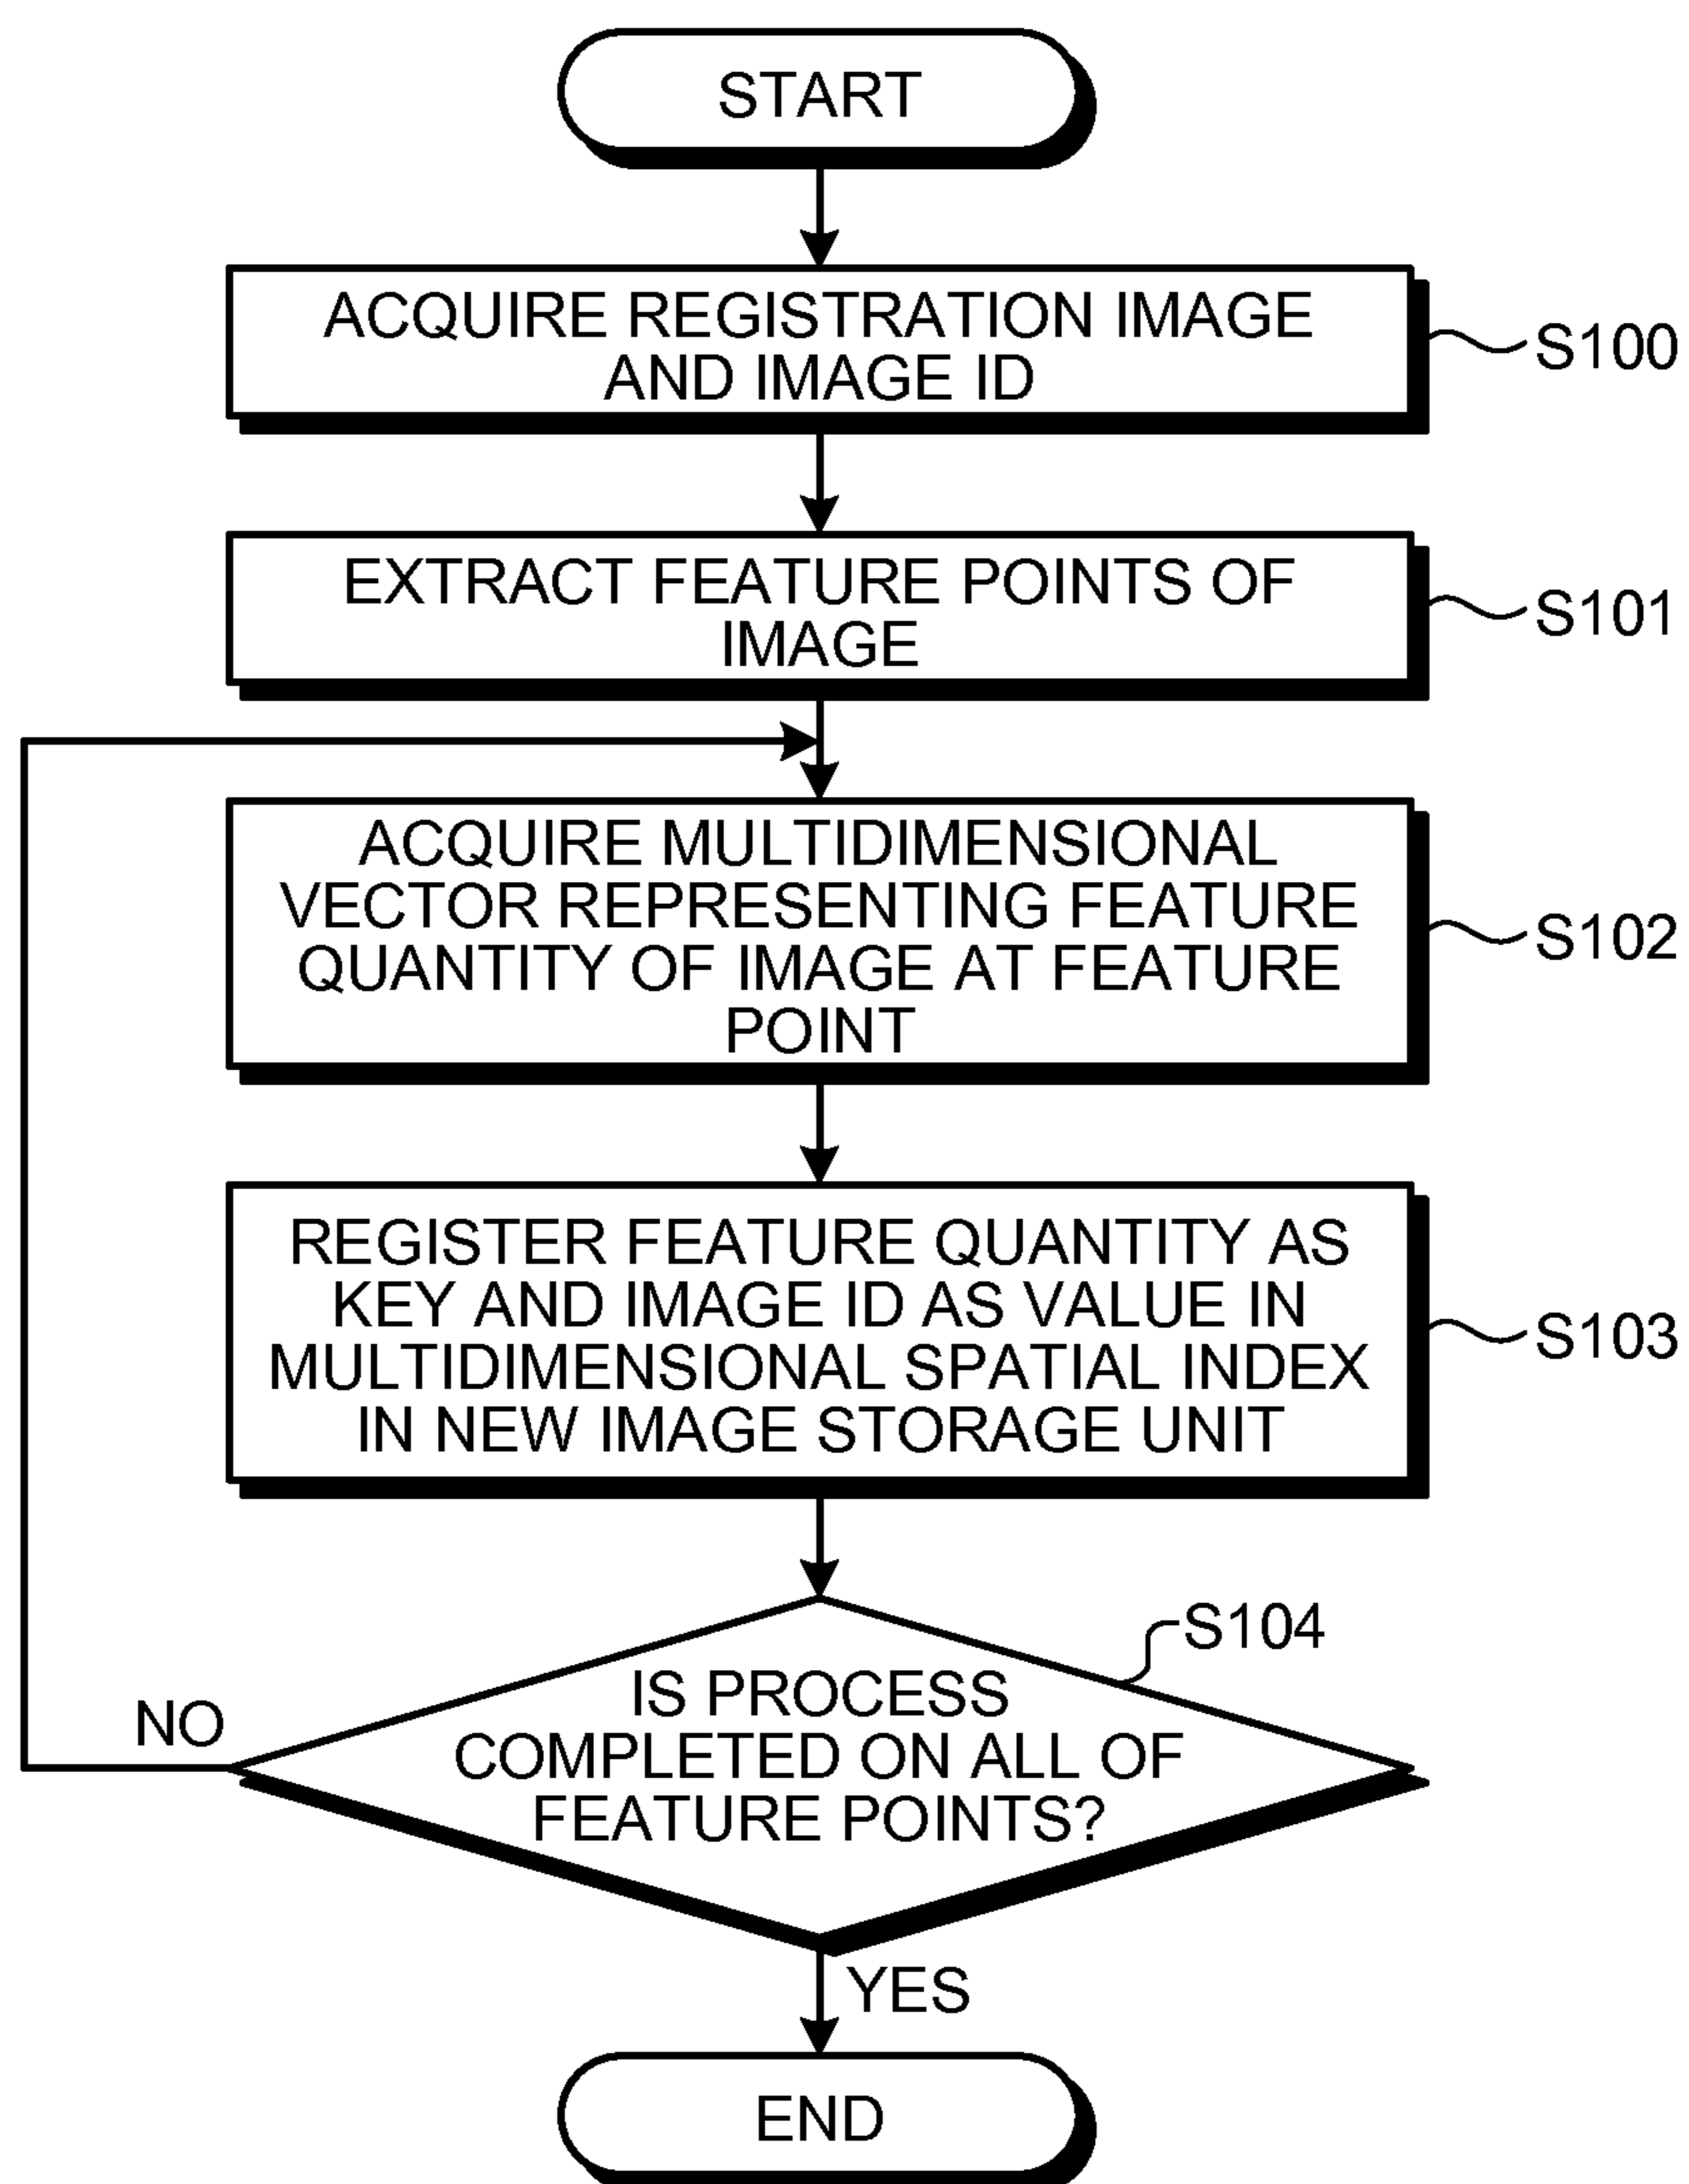 START
ACQUIRE REGISTRATION IMAGE
AND IMAGE ID
S100
EXTRACT FEATURE POINTS OF
IMAGE
S101
ACQUIRE MULTIDIMENSIONAL
VECTOR REPRESENTING FEATURE
QUANTITY OF IMAGE AT FEATURE
POINT
S102
REGISTER FEATURE QUANTITY AS
KEY AND IMAGE ID AS VALUE IN
MULTIDIMENSIONAL SPATIAL INDEX
IN NEW IMAGE STORAGE UNIT
S103
S104
IS PROCESS
COMPLETED ON ALL OF
FEATURE POINTS?
NO
YES
END